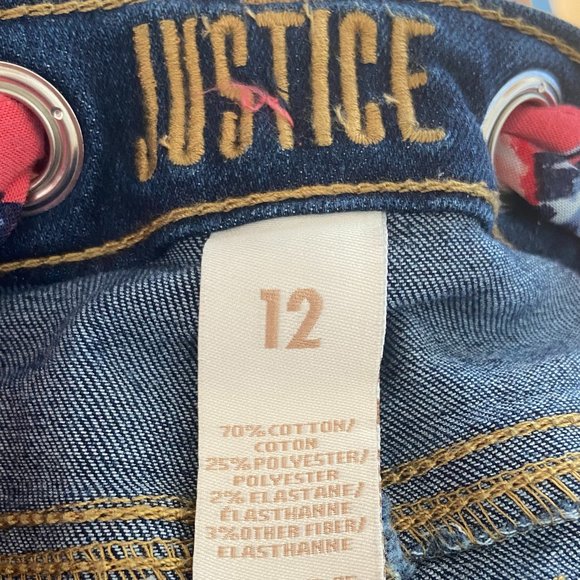 JUSTICE
12
70% COTTON/
COTON
25% POLYESTER/
POLYESTER
2% ELASTANE/
ÉLASTHANNE
3% OTHER FIBER/
ELASTHANNE